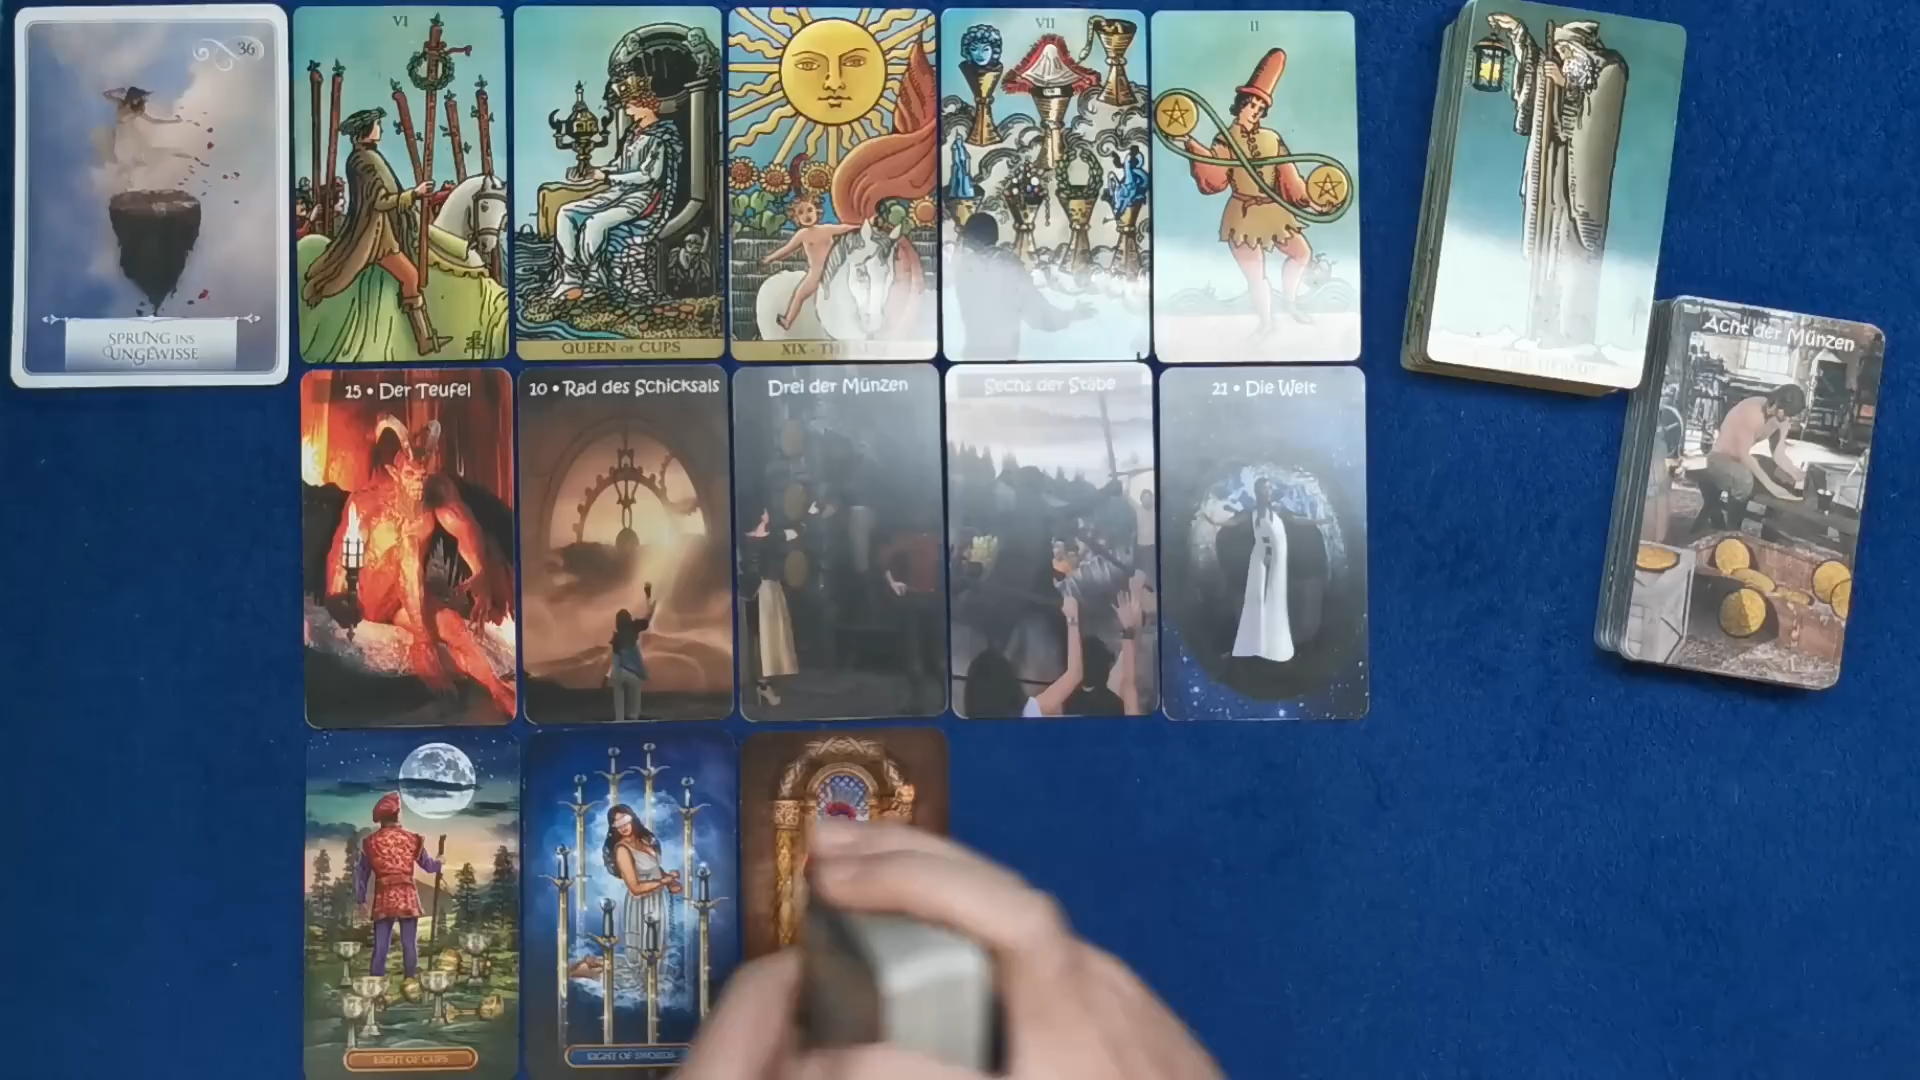 36
SPRUNG INS
UNGEWISSE
VI
QUEEN OF CUPS
XIX - THE
VII
II
Acht der Münzen
15 • Der Teufel
10 • Rad des Schicksals
Drei der Münzen
Sechs der Stäbe
21 • Die Welt
EIGHT OF CUPS
EIGHT OF SWORDS